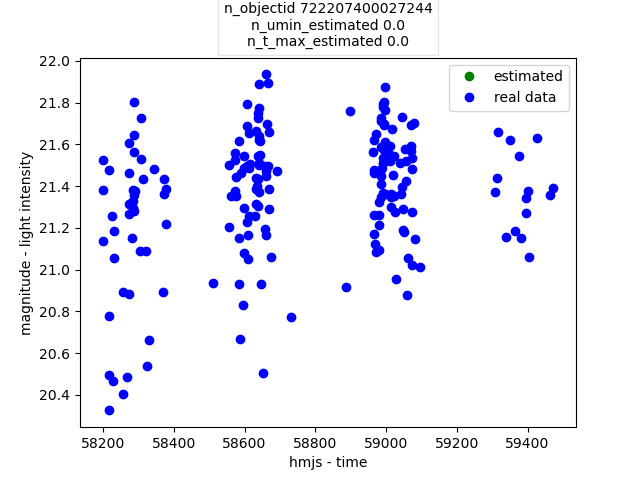 n_objectid 722207400027244
n_umin_estimated 0.0
n_t_max_estimated 0.0
estimated
real data
magnitude - light intensity
22.0
21.8
21.6
21.4
21.2
21.0
20.8
20.6
20.4
58200 58400 58600 58800 59000 59200 59400
hmjs - time